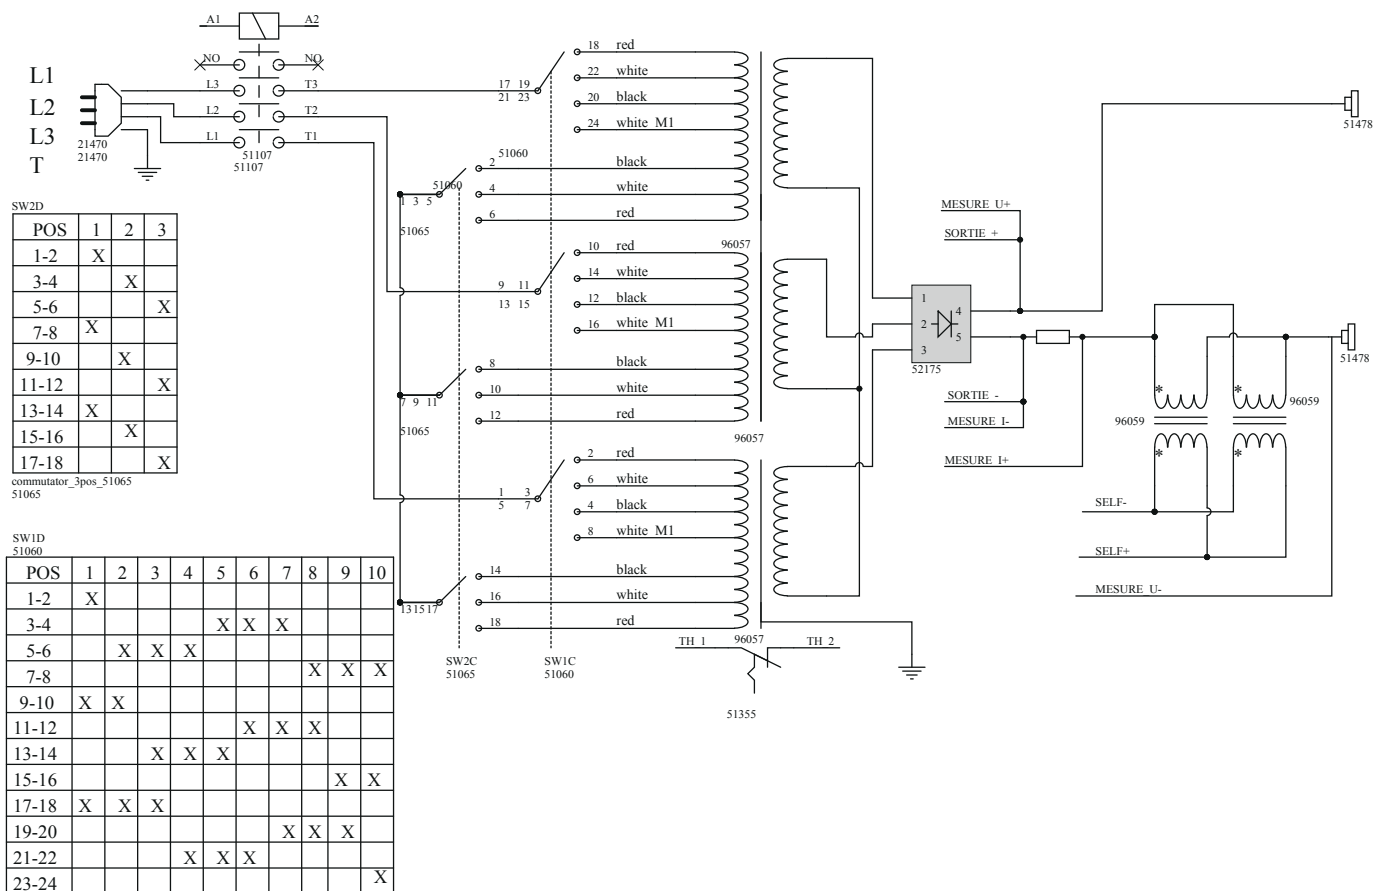 A1 A2
NO NO
L1 L3 T3
L2 L2 T2
L3 L1 T1
T
21470
21470
51107
51107
17 19
21 23
18 red
22 white
20 black
24 white M1
51060
2 black
51060
4 white
1 3 5
6 red
51065
96057
10 red
14 white
9 11
13 15
12 black
16 white M1
8 black
10 white
7 9 11
12 red
51065
96057
2 red
6 white
1 3
5 7
4 black
8 white M1
14 black
16 white
13 15 17
18 red
TH 1 96057 TH 2
SW2C
51065
SW1C
51060
51355
MESURE U+
SORTIE +
1
2
3
4
5
52175
SORTIE -
MESURE I-
MESURE I+
51478
51478
* *
96059 96059
* *
SELF-
SELF+
MESURE U-
SW2D
POS 1 2 3
1-2 X
3-4 X
5-6 X
7-8 X
9-10 X
11-12 X
13-14 X
15-16 X
17-18 X
commutator_3pos_51065
51065
SW1D
51060
POS 1 2 3 4 5 6 7 8 9 10
1-2 X
3-4 X X X
5-6 X X X
7-8 X X X
9-10 X X
11-12 X X X
13-14 X X X
15-16 X X
17-18 X X X
19-20 X X X
21-22 X X X
23-24 X